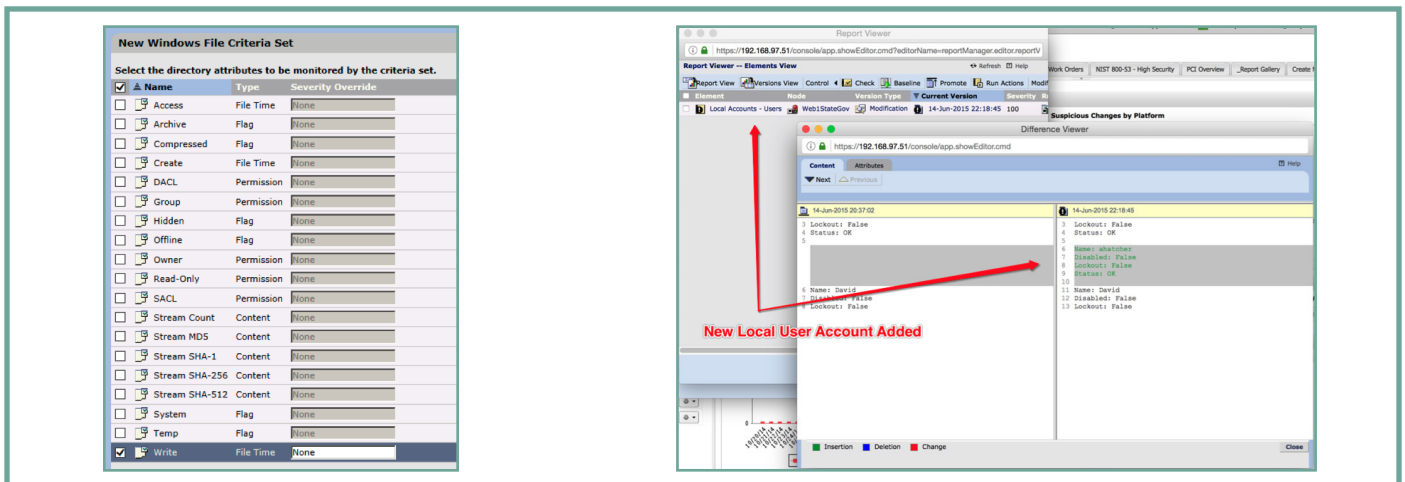 New Windows File Criteria Set
Select the directory attributes to be monitored by the criteria set.
Name Type Severity Override
Access File Time None
Archive Flag None
Compressed Flag None
Create File Time None
DACL Permission None
Group Permission None
Hidden Flag None
Offline Flag None
Owner Permission None
Read-Only Permission None
SACL Permission None
Stream Count Content None
Stream MD5 Content None
Stream SHA-1 Content None
Stream SHA-256 Content None
Stream SHA-512 Content None
System Flag None
Temp Flag None
Write File Time None
Report Viewer
https://192.168.97.51/console/app.showEditor.cmd?editorName=reportManager.editor.reportV
Report Viewer -- Elements View Refresh Help
Report View Versions View Control Check Baseline Promote Run Actions Modif
Element Node Version Type Current Version Severity
Local Accounts - Users Web1StateGov Modification 14-Jun-2015 22:18:45 100
Work Orders NIST 800-53 - High Security PCI Overview _Report Gallery Create
Suspicious Changes by Platform
Difference Viewer
https://192.168.97.51/console/app.showEditor.cmd
Content Attributes Help
Next Previous
14-Jun-2015 20:37:02
3 Lockout: False
4 Status: OK
5
6 Name: David
7 Disabled: False
8 Lockout: False
14-Jun-2015 22:18:45
3 Lockout: False
4 Status: OK
5
6 Name: ahatcher
7 Disabled: False
8 Lockout: False
9 Status: OK
10
11 Name: David
12 Disabled: False
13 Lockout: False
New Local User Account Added
0
Insertion Deletion Change Close